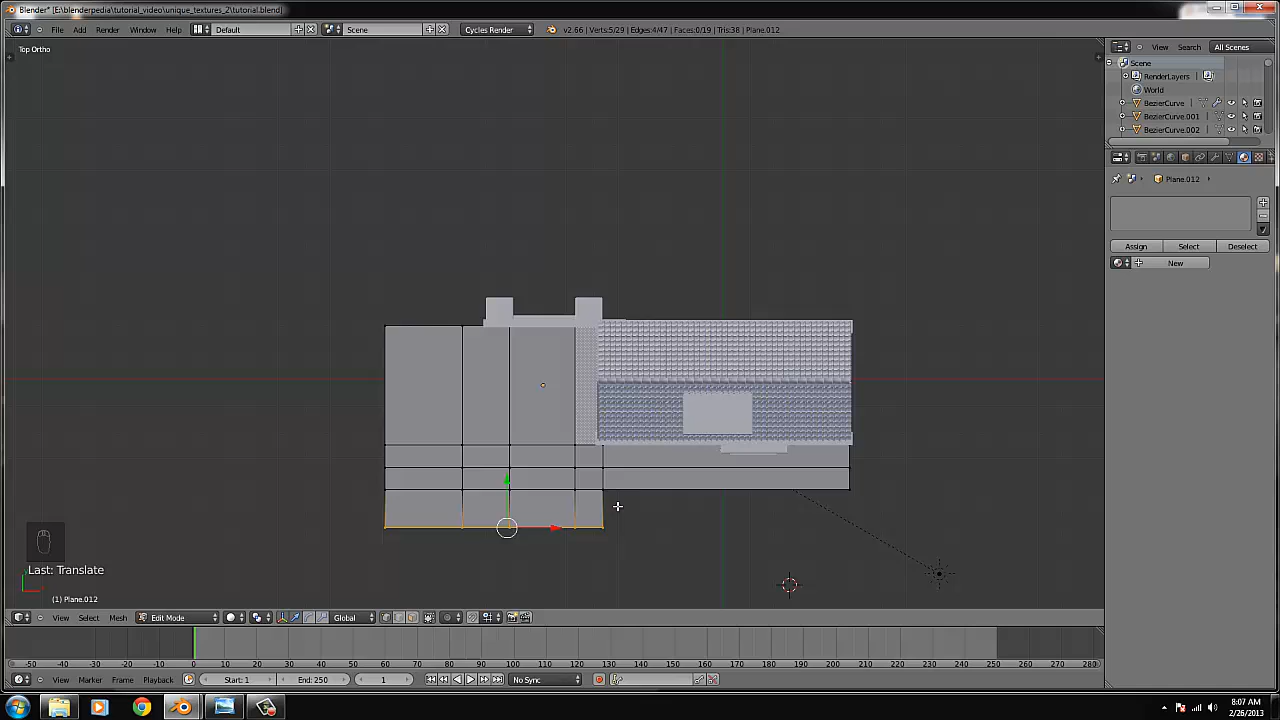 Blender* [E:\blenderpedia\tutorial_video\unique_textures_2\tutorial.blend]
File Add Render Window Help Default Scene Cycles Render v2.66 | Verts:5/29 | Edges:4/47 | Faces:0/19 | Tris:38 | Plane.012
View Search All Scenes
Top Ortho
Scene
RenderLayers
World
BezierCurve
BezierCurve.001
BezierCurve.002
Plane.012
Assign Select Deselect
New
Last: Translate
(1) Plane.012
View Select Mesh Edit Mode Global
-50 -40 -30 -20 -10 0 10 20 30 40 50 60 70 80 90 100 110 120 130 140 150 160 170 180 190 200 210 220 230 240 250 260 270 280
View Marker Frame Playback Start: 1 End: 250 1 No Sync
8:07 AM
2/26/2013